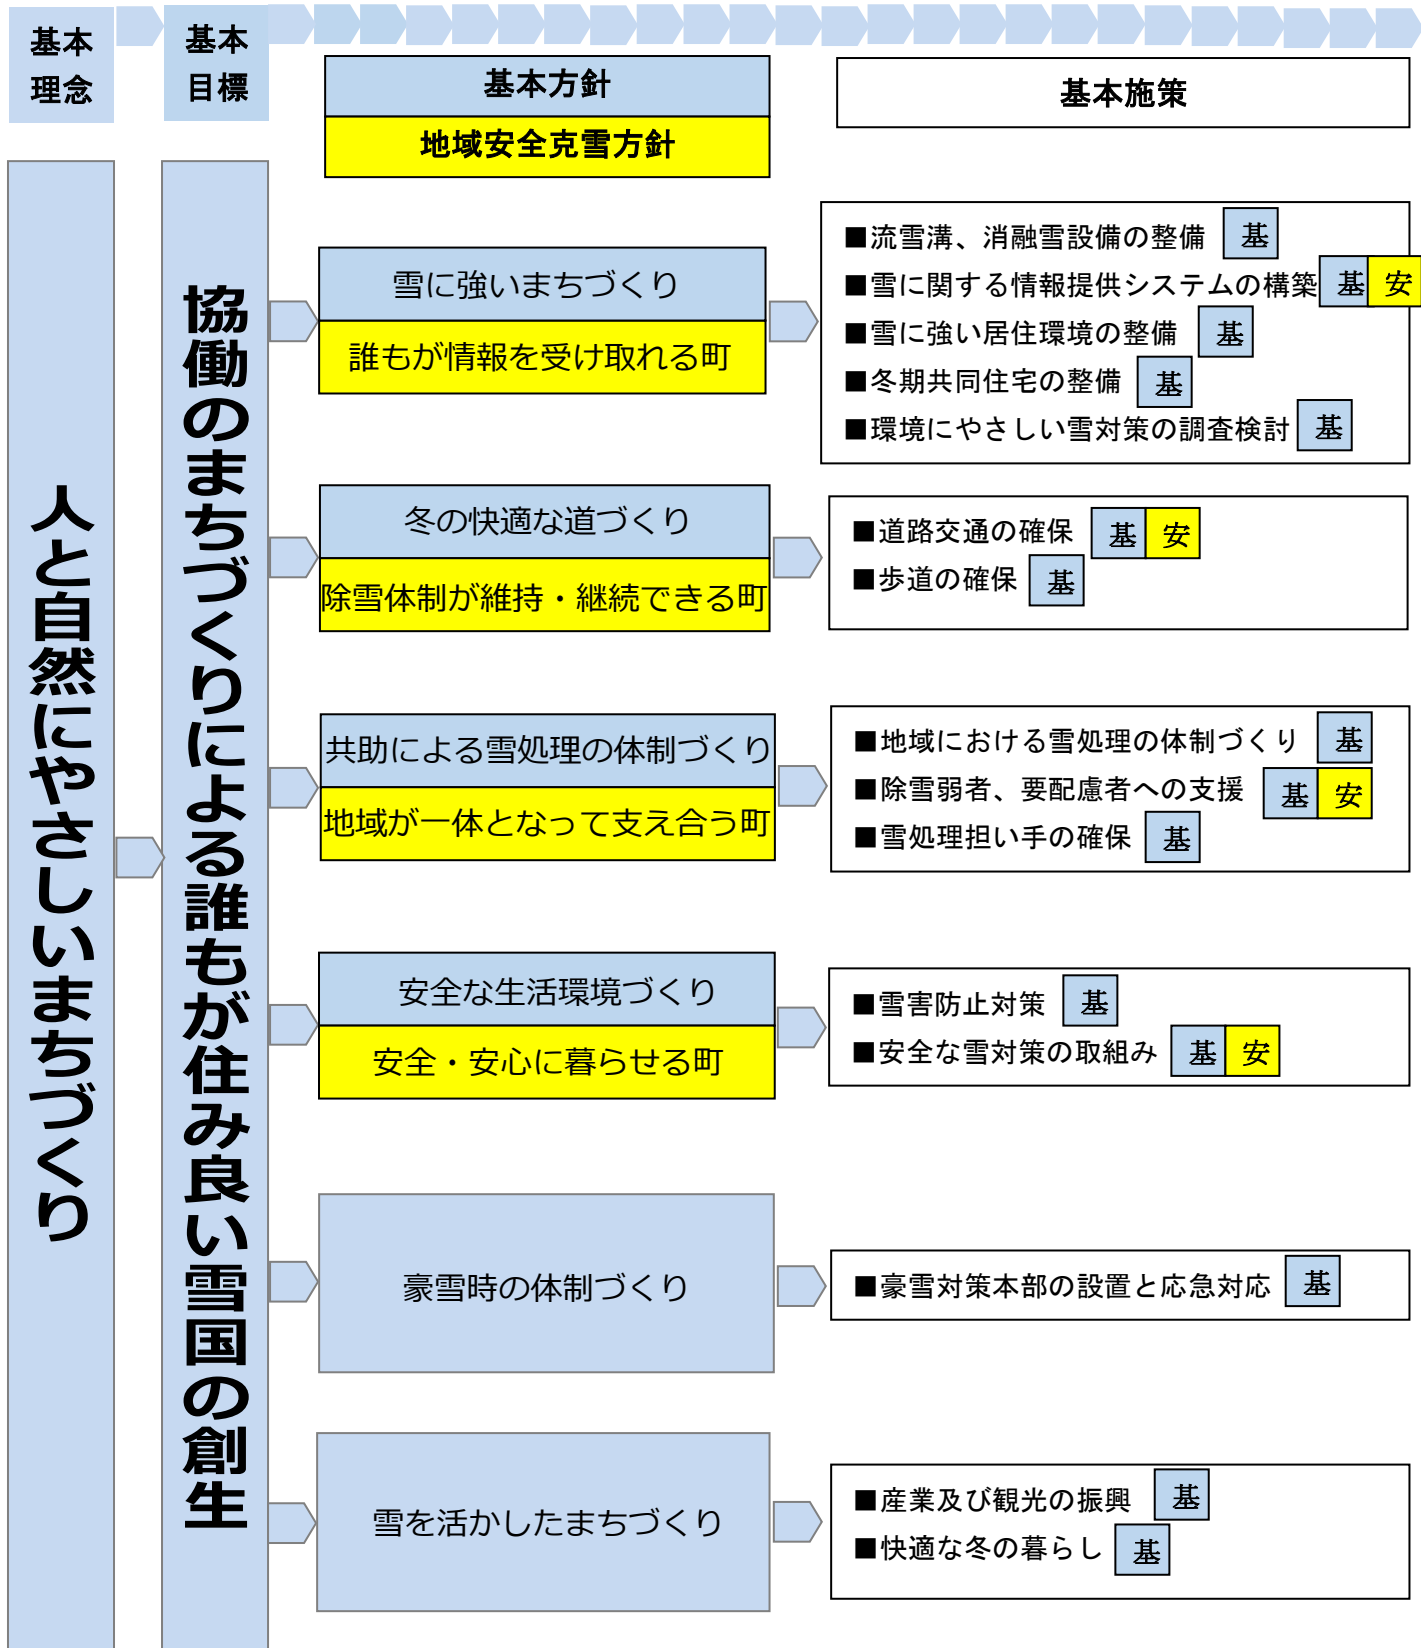 基本
理念
基本
目標
基本方針
地域安全克雪方針
基本施策
人と自然にやさしいまちづくり
協働のまちづくりによる誰もが住み良い雪国の創生
雪に強いまちづくり
誰もが情報を受け取れる町
■流雪溝、消融雪設備の整備 基
■雪に関する情報提供システムの構築 基 安
■雪に強い居住環境の整備 基
■冬期共同住宅の整備 基
■環境にやさしい雪対策の調査検討 基
冬の快適な道づくり
除雪体制が維持・継続できる町
■道路交通の確保 基 安
■歩道の確保 基
共助による雪処理の体制づくり
地域が一体となって支え合う町
■地域における雪処理の体制づくり 基
■除雪弱者、要配慮者への支援 基 安
■雪処理担い手の確保 基
安全な生活環境づくり
安全・安心に暮らせる町
■雪害防止対策 基
■安全な雪対策の取組み 基 安
豪雪時の体制づくり
■豪雪対策本部の設置と応急対応 基
雪を活かしたまちづくり
■産業及び観光の振興 基
■快適な冬の暮らし 基